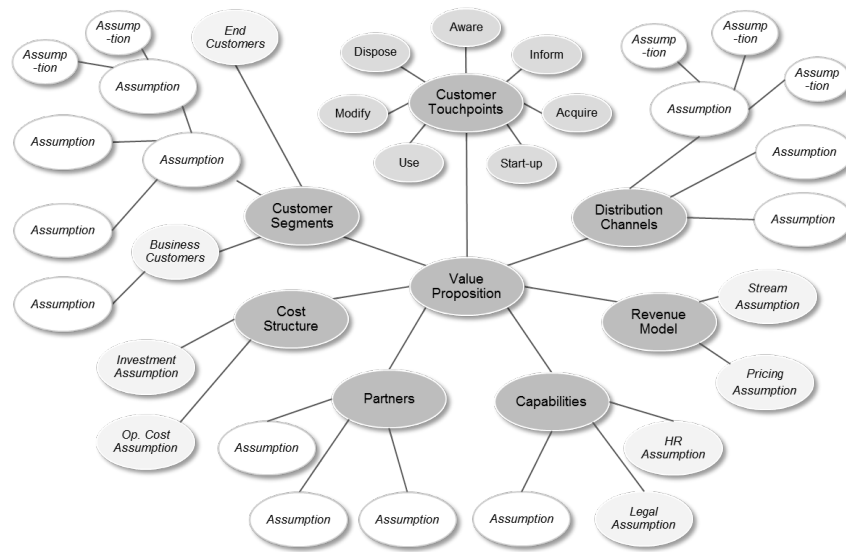 Assump
-tion
Assump
-tion
Assumption
Assumption
Assumption
Assumption
Assumption
End
Customers
Business
Customers
Customer
Segments
Aware
Dispose
Inform
Customer
Touchpoints
Modify
Acquire
Use
Start-up
Assump
-tion
Assump
-tion
Assump
-tion
Assumption
Assumption
Assumption
Distribution
Channels
Value
Proposition
Cost
Structure
Investment
Assumption
Op. Cost
Assumption
Revenue
Model
Stream
Assumption
Pricing
Assumption
Partners
Assumption
Assumption
Assumption
Capabilities
HR
Assumption
Legal
Assumption
Assumption